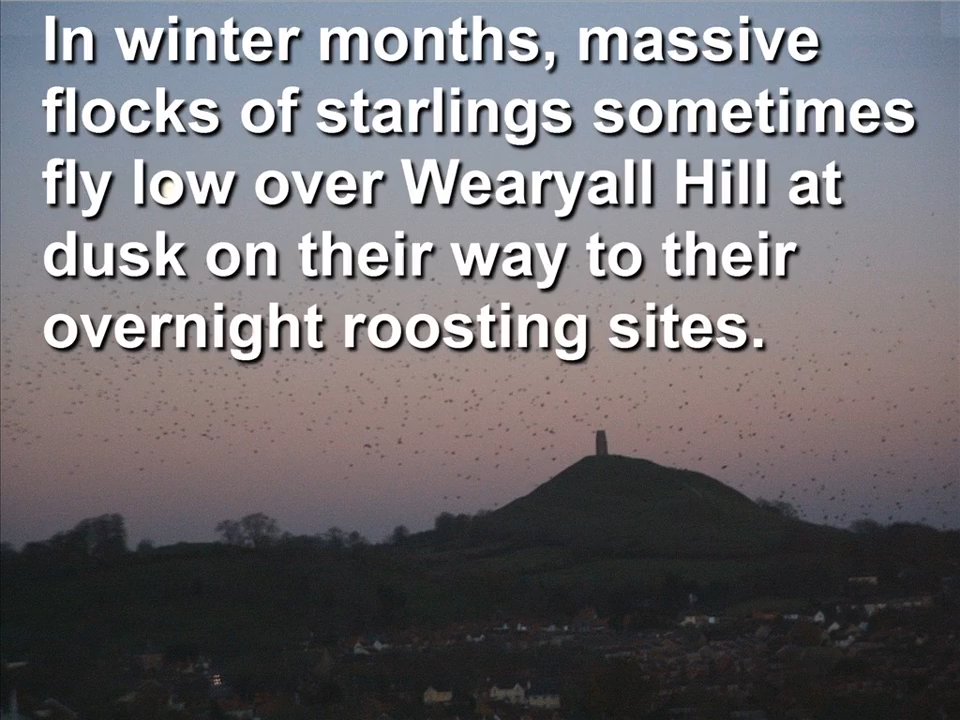 In winter months, massive
flocks of starlings sometimes
fly low over Wearyall Hill at
dusk on their way to their
overnight roosting sites.